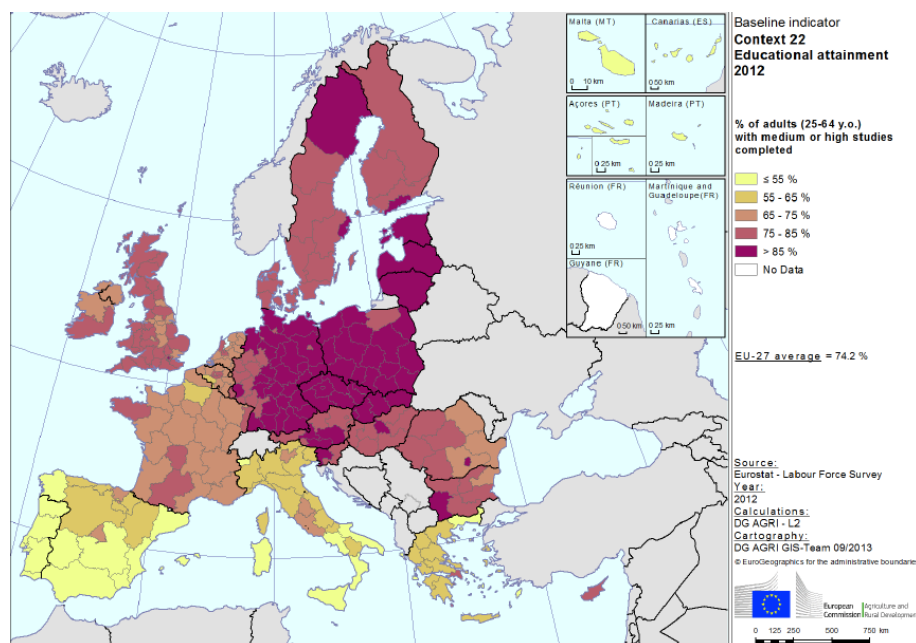 Malta (MT)
0 10 km
Canarias (ES)
0 50 km
Açores (PT)
0 25 km
Madeira (PT)
0 25 km
Réunion (FR)
0 25 km
Martinique and
Guadeloupe (FR)
0 25 km
Guyane (FR)
0 50 km
Baseline indicator
Context 22
Educational attainment
2012
% of adults (25-64 y.o.)
with medium or high studies
completed
≤ 55 %
55 - 65 %
65 - 75 %
75 - 85 %
> 85 %
No Data
EU-27 average = 74.2 %
Source:
Eurostat - Labour Force Survey
Year:
2012
Calculations:
DG AGRI - L2
Cartography:
DG AGRI GIS-Team 09/2013
© EuroGeographics for the administrative boundarie
European
Commission
Agriculture and
Rural Developme
0 125 250 500 750 km